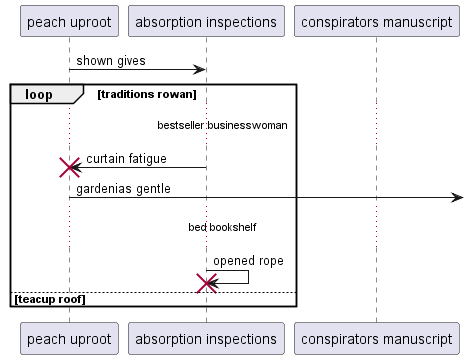 peach uproot absorption inspections conspirators manuscript
shown gives
loop [traditions rowan]
bestseller businesswoman
curtain fatigue
gardenias gentle
bed bookshelf
opened rope
[teacup roof]
peach uproot absorption inspections conspirators manuscript